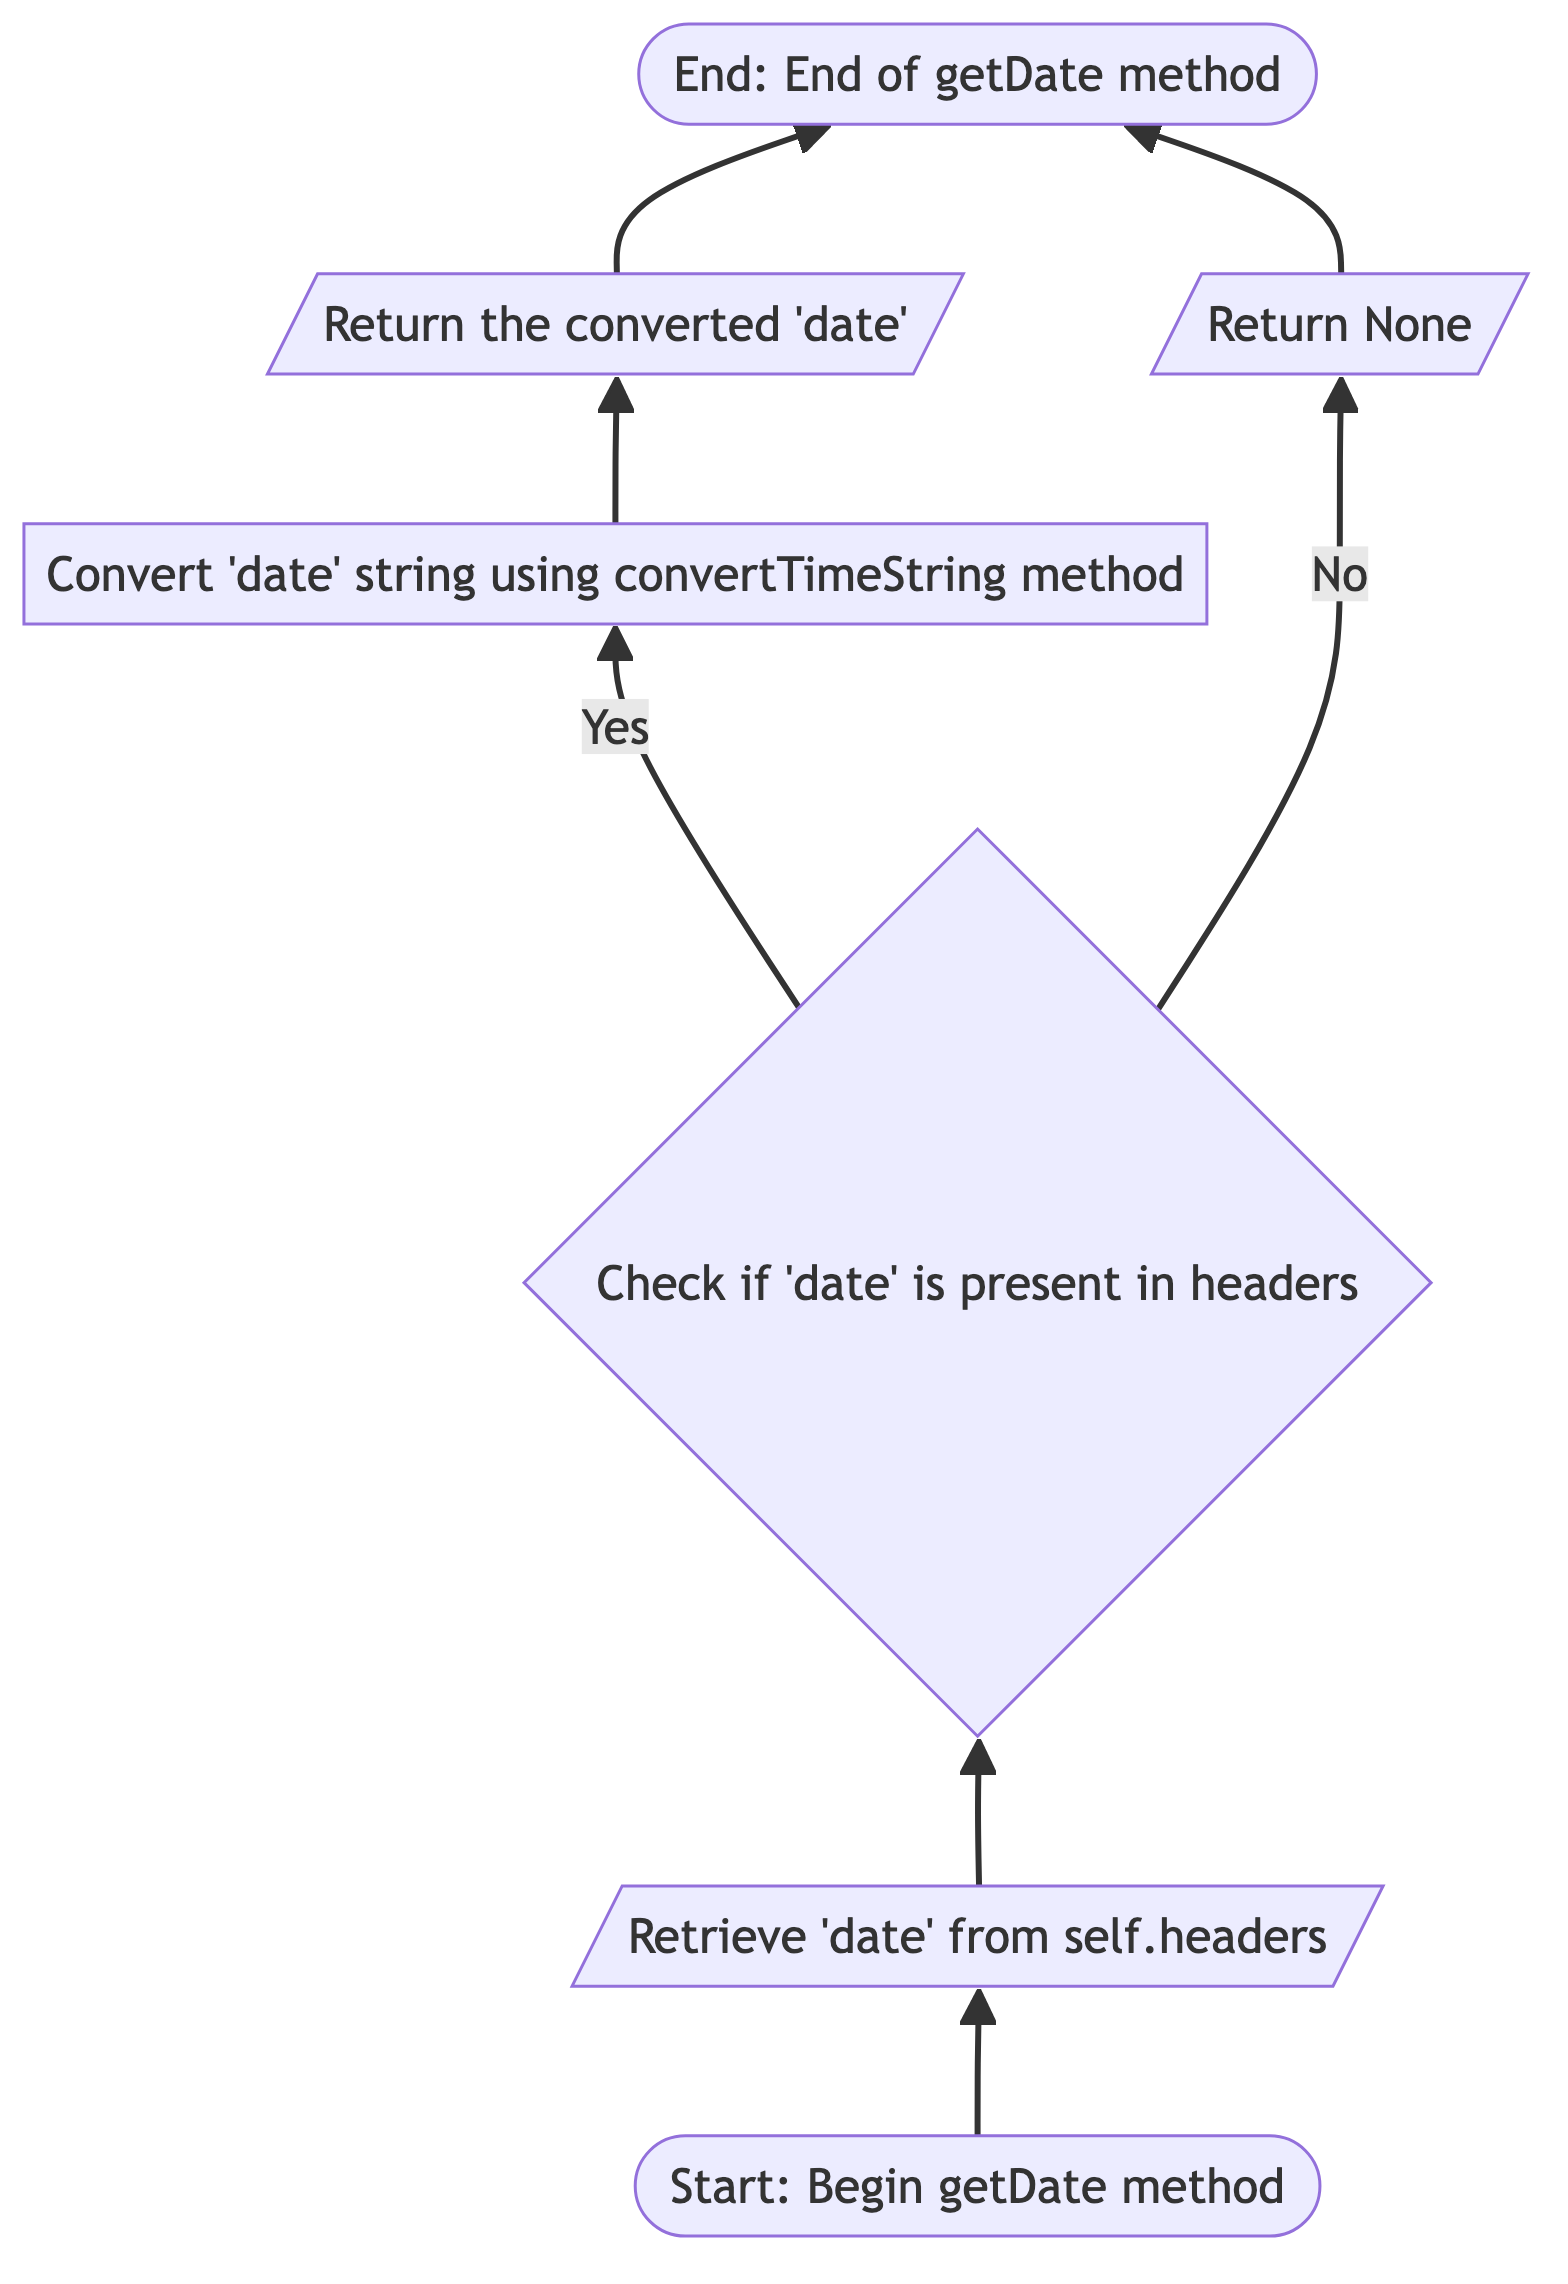 End: End of getDate method
Return the converted 'date'
Return None
Convert 'date' string using convertTimeString method
No
Yes
Check if 'date' is present in headers
Retrieve 'date' from self.headers
Start: Begin getDate method